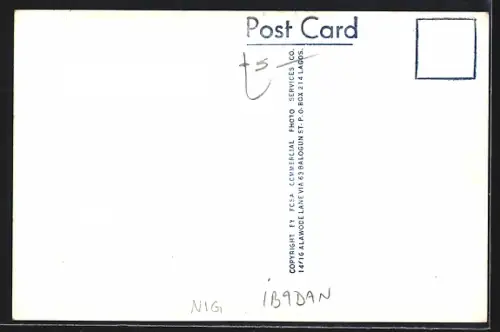 Post Card
COPYRIGHT BY FCSA COMMERCIAL PHOTO SERVICES CO.
14/16 ALAWODE LANE VIA 63 BALOGUN ST-P.O-BOX 214 LAGOS.
NIG IBADAN